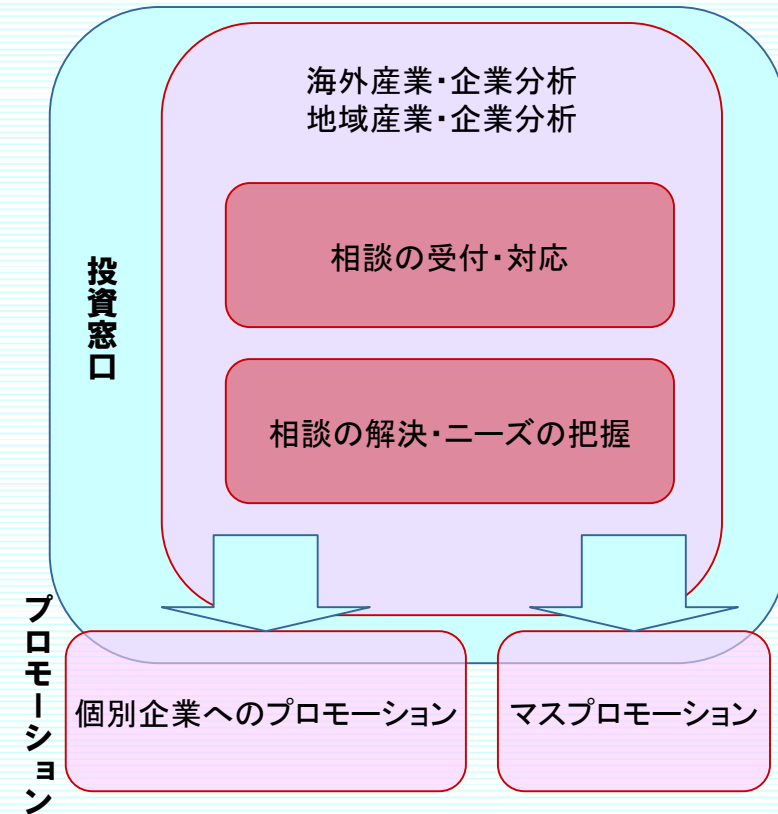 海外産業・企業分析
地域産業・企業分析
相談の受付・対応
投資窓口
相談の解決・ニーズの把握
プロモーション
個別企業へのプロモーション
マスプロモーション